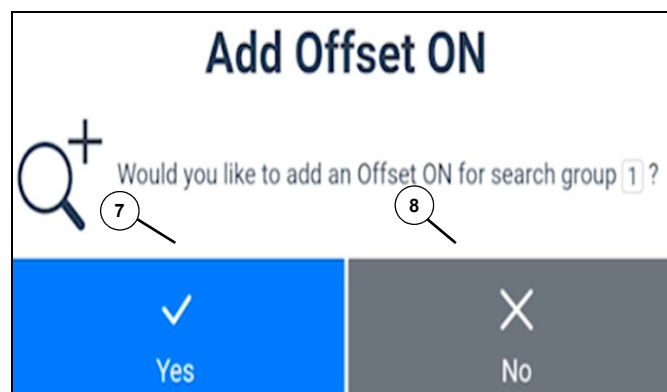 Add Offset ON
Would you like to add an Offset ON for search group 1 ?
7
8
Yes
No